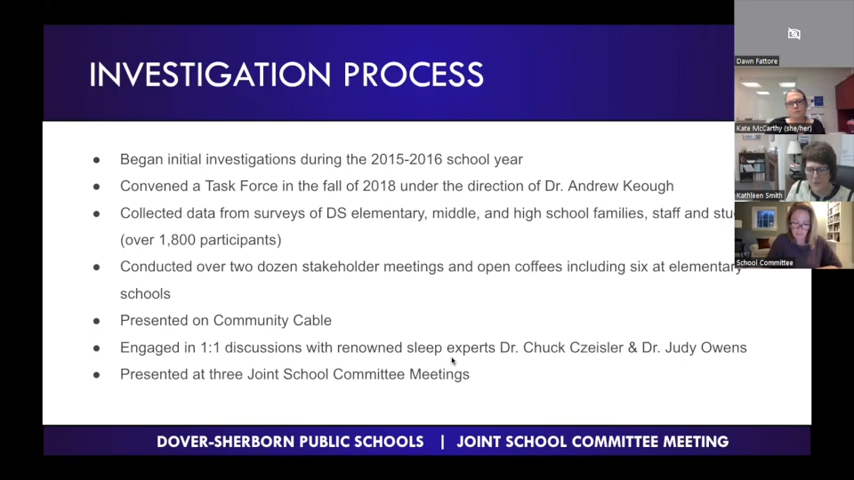 INVESTIGATION PROCESS
● Began initial investigations during the 2015-2016 school year
● Convened a Task Force in the fall of 2018 under the direction of Dr. Andrew Keough
● Collected data from surveys of DS elementary, middle, and high school families, staff and stu
(over 1,800 participants)
● Conducted over two dozen stakeholder meetings and open coffees including six at elementary
schools
● Presented on Community Cable
● Engaged in 1:1 discussions with renowned sleep experts Dr. Chuck Czeisler & Dr. Judy Owens
● Presented at three Joint School Committee Meetings
DOVER-SHERBORN PUBLIC SCHOOLS | JOINT SCHOOL COMMITTEE MEETING
Dawn Fattore
Kate McCarthy (she/her)
Kathleen Smith
School Committee